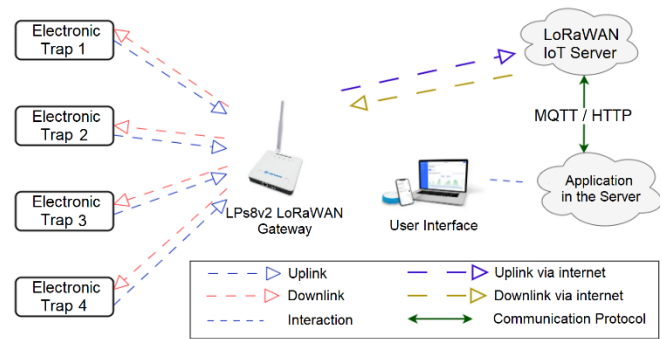 Electronic
Trap 1
Electronic
Trap 2
Electronic
Trap 3
Electronic
Trap 4
LPs8v2 LoRaWAN
Gateway
User Interface
LoRaWAN
IoT Server
MQTT / HTTP
Application
in the Server
Uplink
Downlink
Interaction
Uplink via internet
Downlink via internet
Communication Protocol